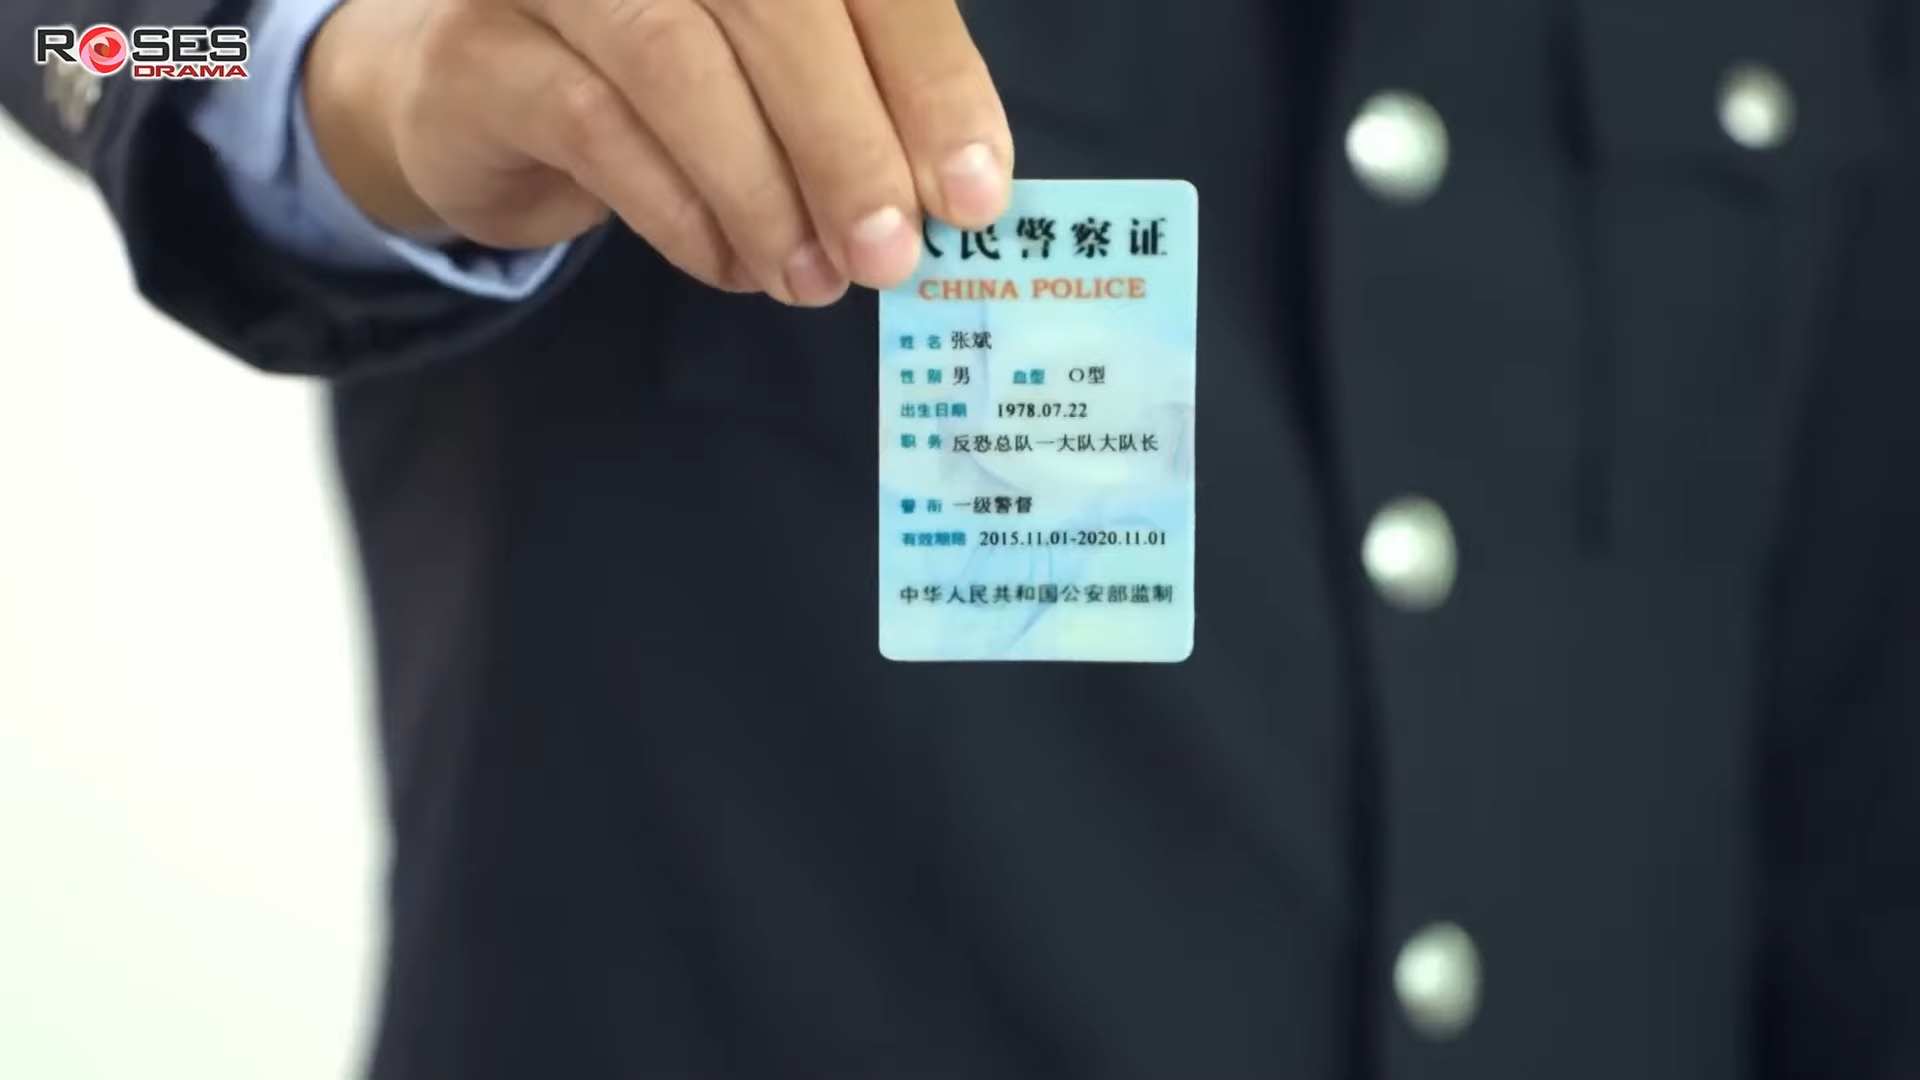 ROSES
DRAMA
人民警察证
CHINA POLICE
姓 名 张斌
性 别 男 血型 O型
出生日期 1978.07.22
职 务 反恐总队一大队大队长
警 衔 一级警督
有效期限 2015.11.01-2020.11.01
中华人民共和国公安部监制